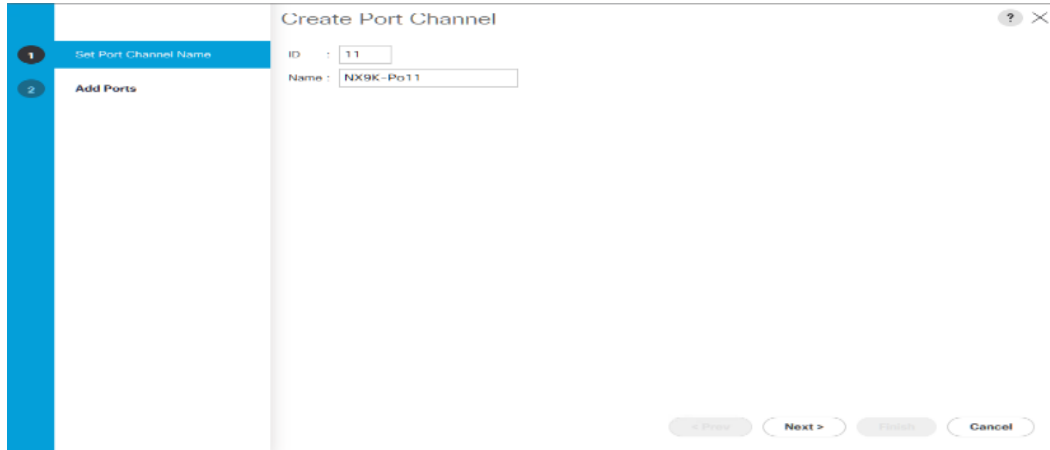 Create Port Channel
?
1 Set Port Channel Name
2 Add Ports
ID : 11
Name : NX9K-Po11
< Prev Next > Finish Cancel